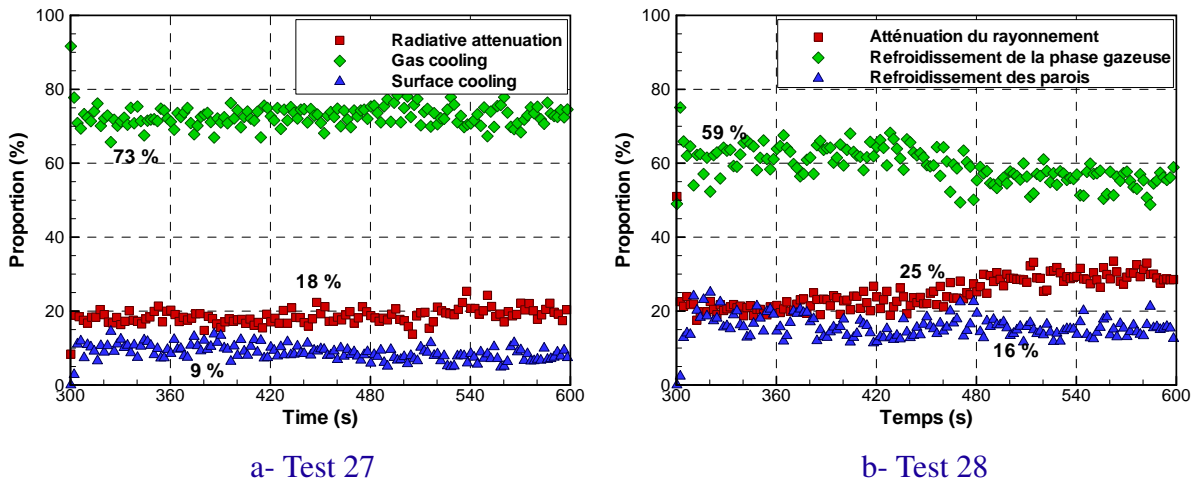 100
80
60
40
20
0
Proportion (%)
Radiative attenuation
Gas cooling
Surface cooling
73 %
18 %
9 %
300 360 420 480 540 600
Time (s)
a- Test 27
100
80
60
40
20
0
Proportion (%)
Atténuation du rayonnement
Refroidissement de la phase gazeuse
Refroidissement des parois
59 %
25 %
16 %
300 360 420 480 540 600
Temps (s)
b- Test 28